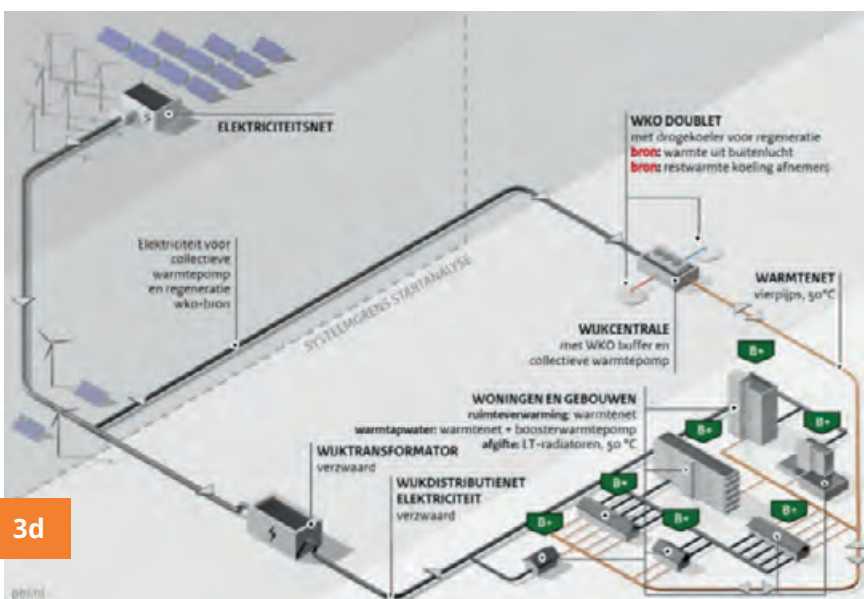 ELEKTRICITEITSNET
WKO DOUBLET
met drogekoeler voor regeneratie
bron: warmte uit buitenlucht
bron: restwarmte koeling afnemers
Elektriciteit voor
collectieve
warmtepomp
en regeneratie
wko-bron
SYSTEEMGRENS STARTANALYSE
WARMTENET
vierpijps, 50°C
WIJKCENTRALE
met WKO buffer en
collectieve warmtepomp
B+
WONINGEN EN GEBOUWEN
ruimteverwarming: warmtenet
warmtapwater: warmtenet + boosterwarmtepomp
afgifte: LT-radiatoren, 50 °C
B+
B+
WIJKTRANSFORMATOR
verzwaard
WIJKDISTRIBUTIENET
ELEKTRICITEIT
verzwaard
B+
B+
B+
B+
B+
3d
pbl.nl